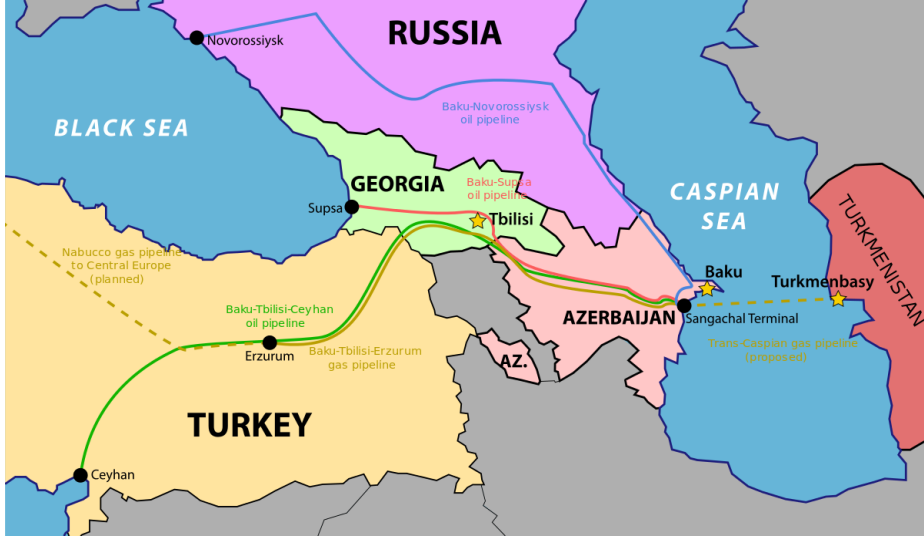 RUSSIA
Novorossiysk
Baku-Novorossiysk
oil pipeline
BLACK SEA
GEORGIA
Baku-Supsa
oil pipeline
Supsa
Tbilisi
CASPIAN
SEA
TURKMENISTAN
Nabucco gas pipeline
to Central Europe
(planned)
Baku
Turkmenbasy
Baku-Tbilisi-Ceyhan
oil pipeline
AZERBAIJAN
Sangachal Terminal
Erzurum
Baku-Tbilisi-Erzurum
gas pipeline
Trans-Caspian gas pipeline
(proposed)
AZ.
TURKEY
Ceyhan